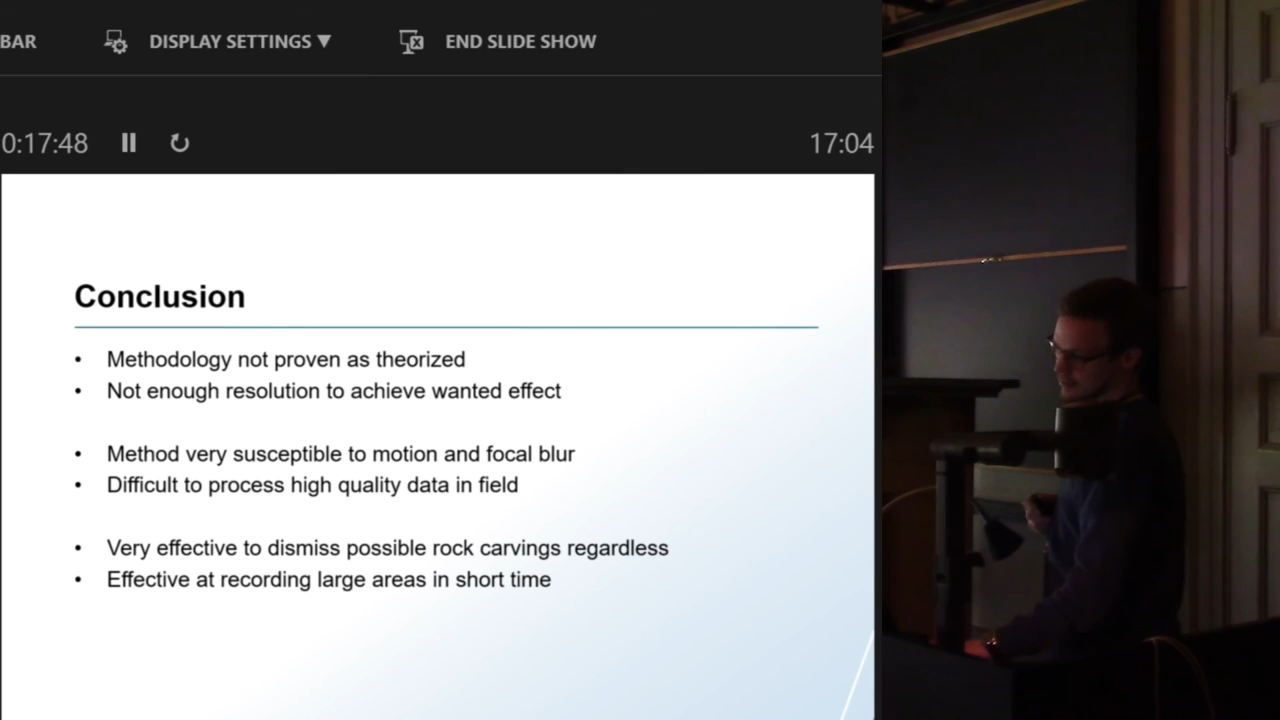 BAR
DISPLAY SETTINGS ▼
END SLIDE SHOW
0:17:48
17:04
Conclusion
• Methodology not proven as theorized
• Not enough resolution to achieve wanted effect
• Method very susceptible to motion and focal blur
• Difficult to process high quality data in field
• Very effective to dismiss possible rock carvings regardless
• Effective at recording large areas in short time